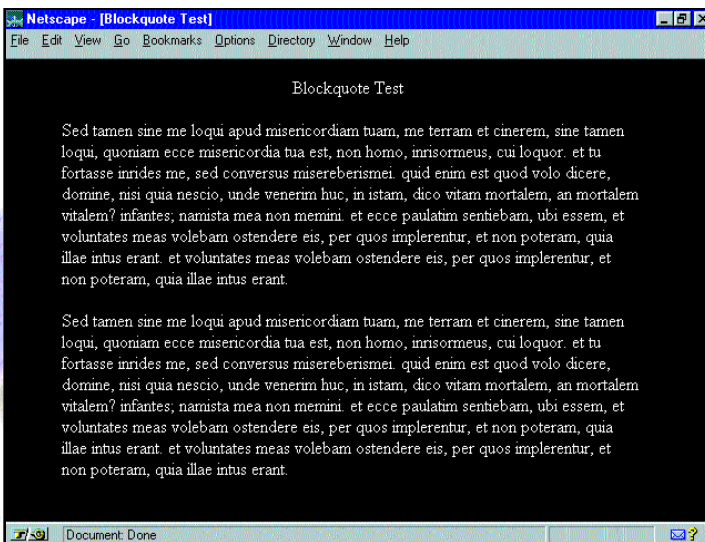 Netscape - [Blockquote Test]
File Edit View Go Bookmarks Options Directory Window Help
Blockquote Test
Sed tamen sine me loqui apud misericordiam tuam, me terram et cinerem, sine tamen
loqui, quoniam ecce misericordia tua est, non homo, inrisormeus, cui loquor. et tu
fortasse inrides me, sed conversus misereberismei. quid enim est quod volo dicere,
domine, nisi quia nescio, unde venerim huc, in istam, dico vitam mortalem, an mortalem
vitalem? infantes; namista mea non memini. et ecce paulatim sentiebam, ubi essem, et
voluntates meas volebam ostendere eis, per quos implerentur, et non poteram, quia
illae intus erant. et voluntates meas volebam ostendere eis, per quos implerentur, et
non poteram, quia illae intus erant.
Sed tamen sine me loqui apud misericordiam tuam, me terram et cinerem, sine tamen
loqui, quoniam ecce misericordia tua est, non homo, inrisormeus, cui loquor. et tu
fortasse inrides me, sed conversus misereberismei. quid enim est quod volo dicere,
domine, nisi quia nescio, unde venerim huc, in istam, dico vitam mortalem, an mortalem
vitalem? infantes; namista mea non memini. et ecce paulatim sentiebam, ubi essem, et
voluntates meas volebam ostendere eis, per quos implerentur, et non poteram, quia
illae intus erant. et voluntates meas volebam ostendere eis, per quos implerentur, et
non poteram, quia illae intus erant.
Document: Done